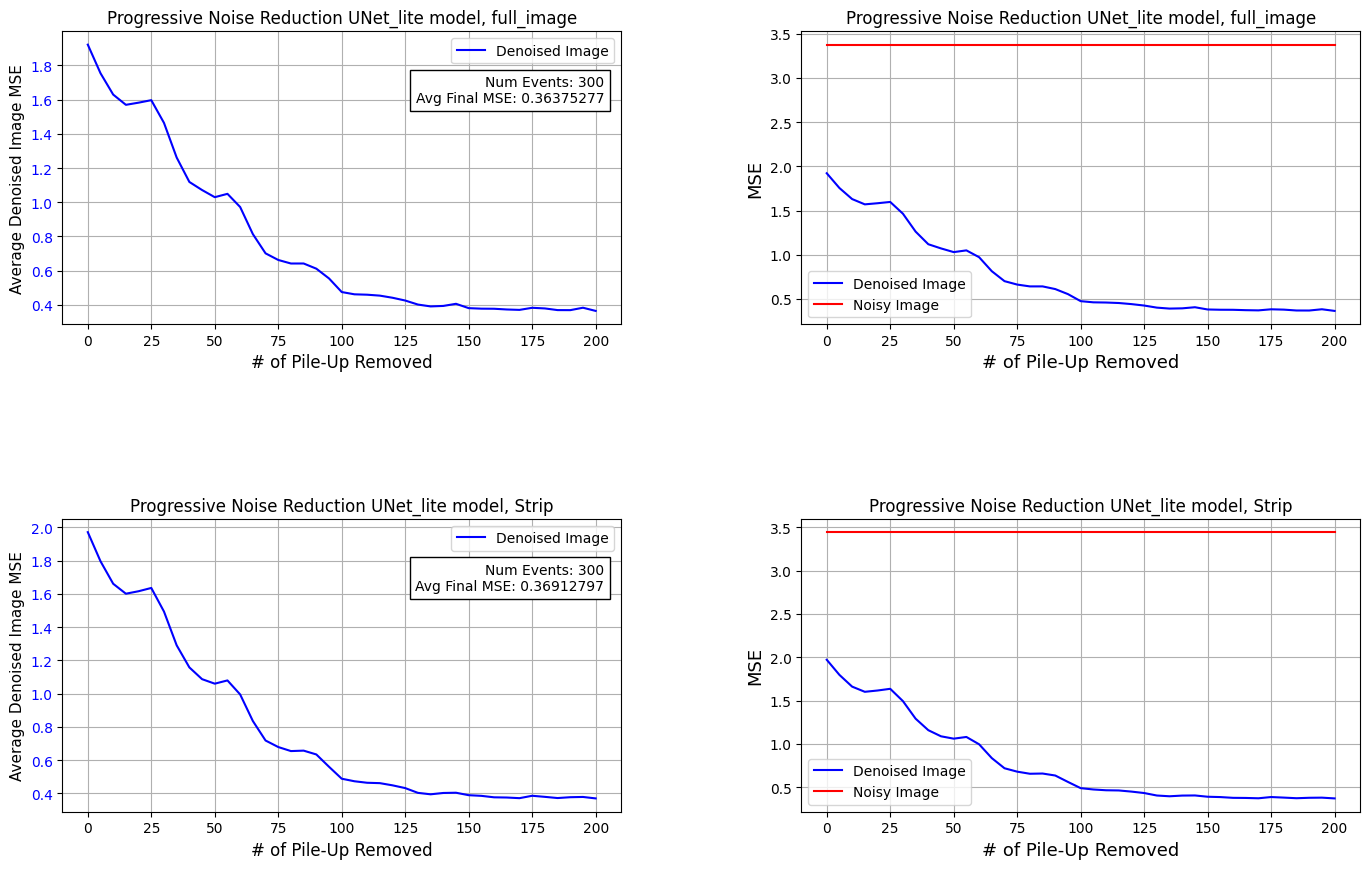 Progressive Noise Reduction UNet_lite model, full_image
Average Denoised Image MSE
1.8
1.6
1.4
1.2
1.0
0.8
0.6
0.4
Denoised Image
Num Events: 300
Avg Final MSE: 0.36375277
0 25 50 75 100 125 150 175 200
# of Pile-Up Removed
Progressive Noise Reduction UNet_lite model, full_image
MSE
3.5
3.0
2.5
2.0
1.5
1.0
0.5
Denoised Image
Noisy Image
0 25 50 75 100 125 150 175 200
# of Pile-Up Removed
Progressive Noise Reduction UNet_lite model, Strip
Average Denoised Image MSE
2.0
1.8
1.6
1.4
1.2
1.0
0.8
0.6
0.4
Denoised Image
Num Events: 300
Avg Final MSE: 0.36912797
0 25 50 75 100 125 150 175 200
# of Pile-Up Removed
Progressive Noise Reduction UNet_lite model, Strip
MSE
3.5
3.0
2.5
2.0
1.5
1.0
0.5
Denoised Image
Noisy Image
0 25 50 75 100 125 150 175 200
# of Pile-Up Removed